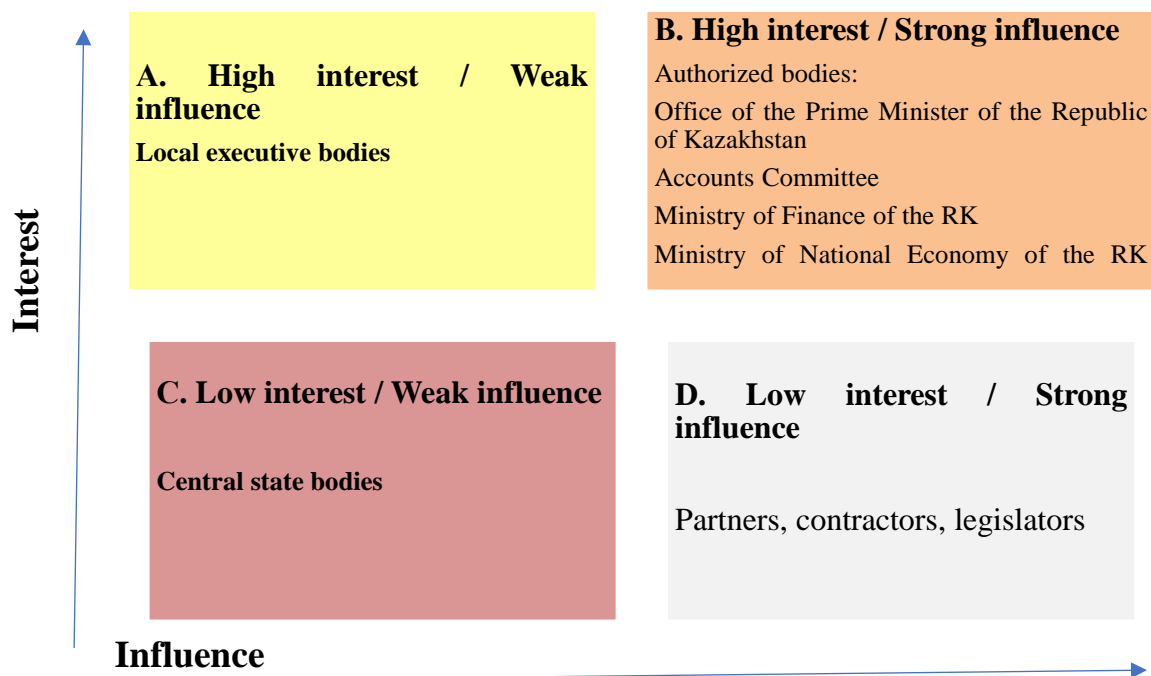 Interest
A. High interest / Weak
influence
Local executive bodies
B. High interest / Strong influence
Authorized bodies:
Office of the Prime Minister of the Republic
of Kazakhstan
Accounts Committee
Ministry of Finance of the RK
Ministry of National Economy of the RK
C. Low interest / Weak influence
Central state bodies
D. Low interest / Strong
influence
Partners, contractors, legislators
Influence